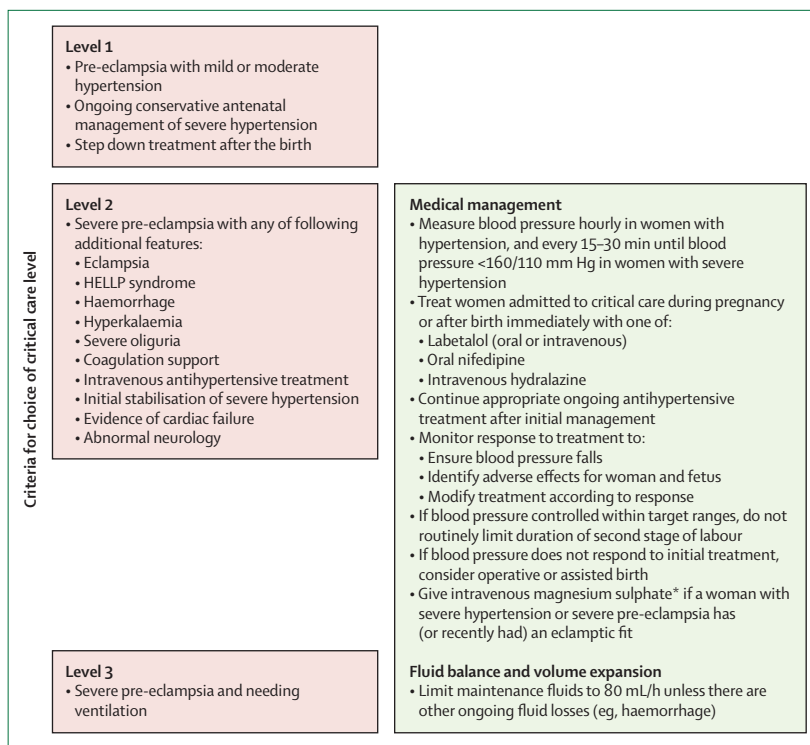 Criteria for choice of critical care level
Level 1
• Pre-eclampsia with mild or moderate
hypertension
• Ongoing conservative antenatal
management of severe hypertension
• Step down treatment after the birth
Level 2
• Severe pre-eclampsia with any of following
additional features:
• Eclampsia
• HELLP syndrome
• Haemorrhage
• Hyperkalaemia
• Severe oliguria
• Coagulation support
• Intravenous antihypertensive treatment
• Initial stabilisation of severe hypertension
• Evidence of cardiac failure
• Abnormal neurology
Level 3
• Severe pre-eclampsia and needing
ventilation
Medical management
• Measure blood pressure hourly in women with
hypertension, and every 15–30 min until blood
pressure <160/110 mm Hg in women with severe
hypertension
• Treat women admitted to critical care during pregnancy
or after birth immediately with one of:
• Labetalol (oral or intravenous)
• Oral nifedipine
• Intravenous hydralazine
• Continue appropriate ongoing antihypertensive
treatment after initial management
• Monitor response to treatment to:
• Ensure blood pressure falls
• Identify adverse effects for woman and fetus
• Modify treatment according to response
• If blood pressure controlled within target ranges, do not
routinely limit duration of second stage of labour
• If blood pressure does not respond to initial treatment,
consider operative or assisted birth
• Give intravenous magnesium sulphate* if a woman with
severe hypertension or severe pre-eclampsia has
(or recently had) an eclamptic fit
Fluid balance and volume expansion
• Limit maintenance fluids to 80 mL/h unless there are
other ongoing fluid losses (eg, haemorrhage)